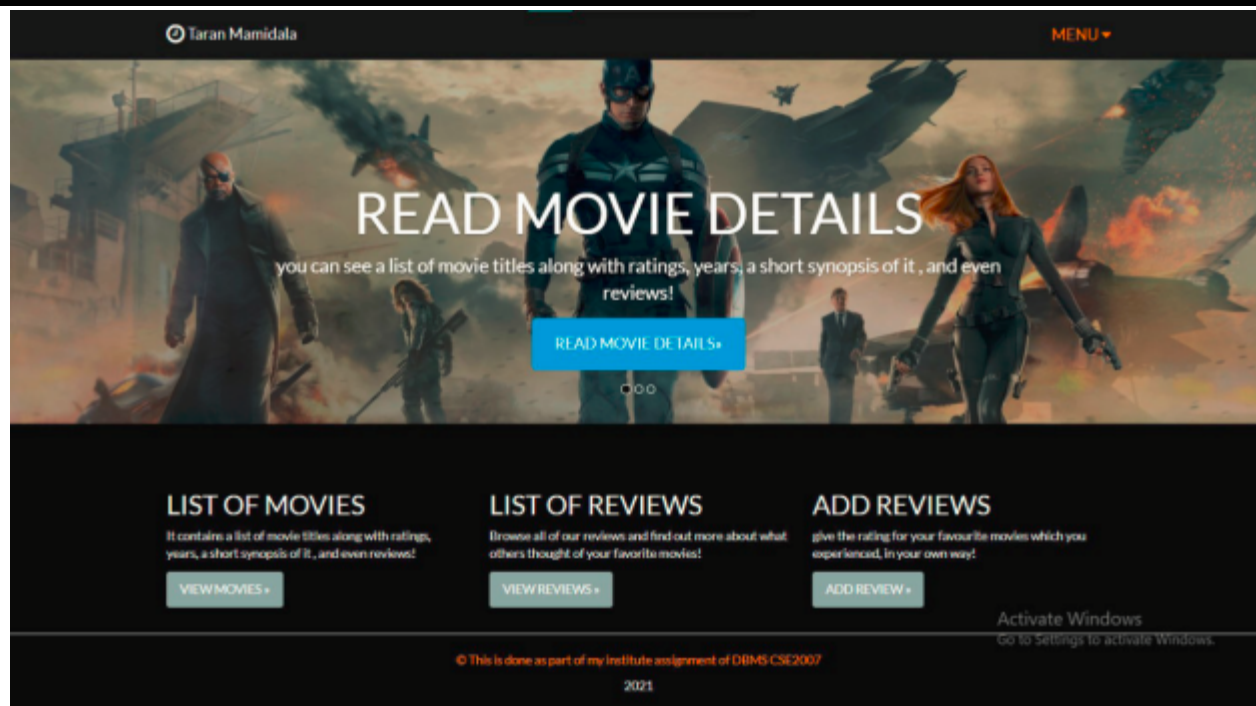 Taran Mamidala
MENU
READ MOVIE DETAILS
you can see a list of movie titles along with ratings, years, a short synopsis of it , and even
reviews!
READ MOVIE DETAILS»
LIST OF MOVIES
It contains a list of movie titles along with ratings,
years, a short synopsis of it , and even reviews!
VIEW MOVIES »
LIST OF REVIEWS
Browse all of our reviews and find out more about what
others thought of your favorite movies!
VIEW REVIEWS »
ADD REVIEWS
give the rating for your favourite movies which you
experienced, in your own way!
ADD REVIEW »
Activate Windows
Go to Settings to activate Windows.
© This is done as part of my institute assignment of DBMS CSE2007
2021